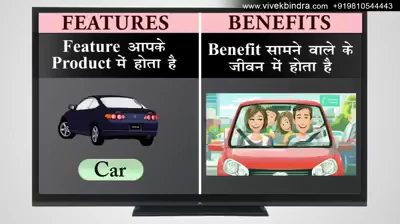 www.vivekbindra.com +919810544443
FEATURES
Feature आपके
Product में होता है
Car
BENEFITS
Benefit सामने वाले के
जीवन में होता है